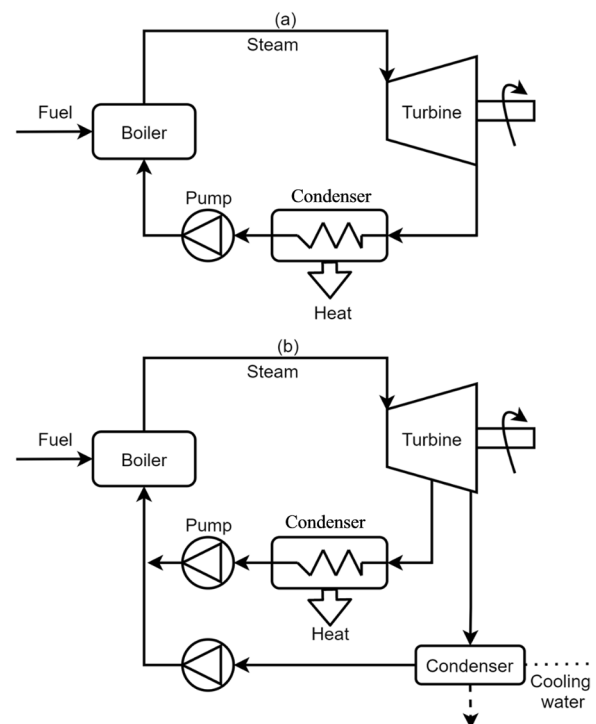 (a)
Steam
Fuel
Boiler
Turbine
Pump
Condenser
Heat
(b)
Steam
Fuel
Boiler
Turbine
Pump
Condenser
Heat
Condenser
Cooling
water